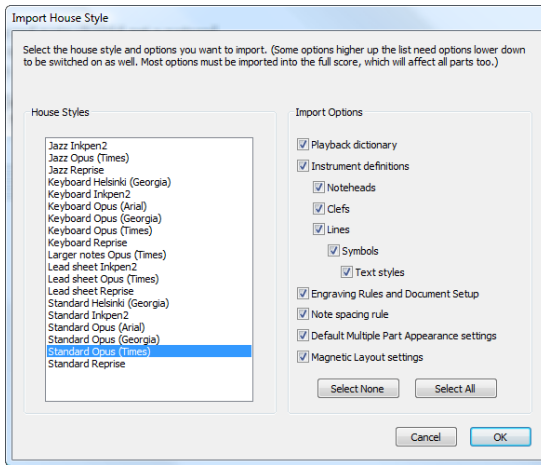 Import House Style
Select the house style and options you want to import. (Some options higher up the list need options lower down
to be switched on as well. Most options must be imported into the full score, which will affect all parts too.)
House Styles
Jazz Inkpen2
Jazz Opus (Times)
Jazz Reprise
Keyboard Helsinki (Georgia)
Keyboard Inkpen2
Keyboard Opus (Arial)
Keyboard Opus (Georgia)
Keyboard Opus (Times)
Keyboard Reprise
Larger notes Opus (Times)
Lead sheet Inkpen2
Lead sheet Opus (Times)
Lead sheet Reprise
Standard Helsinki (Georgia)
Standard Inkpen2
Standard Opus (Arial)
Standard Opus (Georgia)
Standard Opus (Times)
Standard Reprise
Import Options
Playback dictionary
Instrument definitions
Noteheads
Clefs
Lines
Symbols
Text styles
Engraving Rules and Document Setup
Note spacing rule
Default Multiple Part Appearance settings
Magnetic Layout settings
Select None
Select All
Cancel
OK